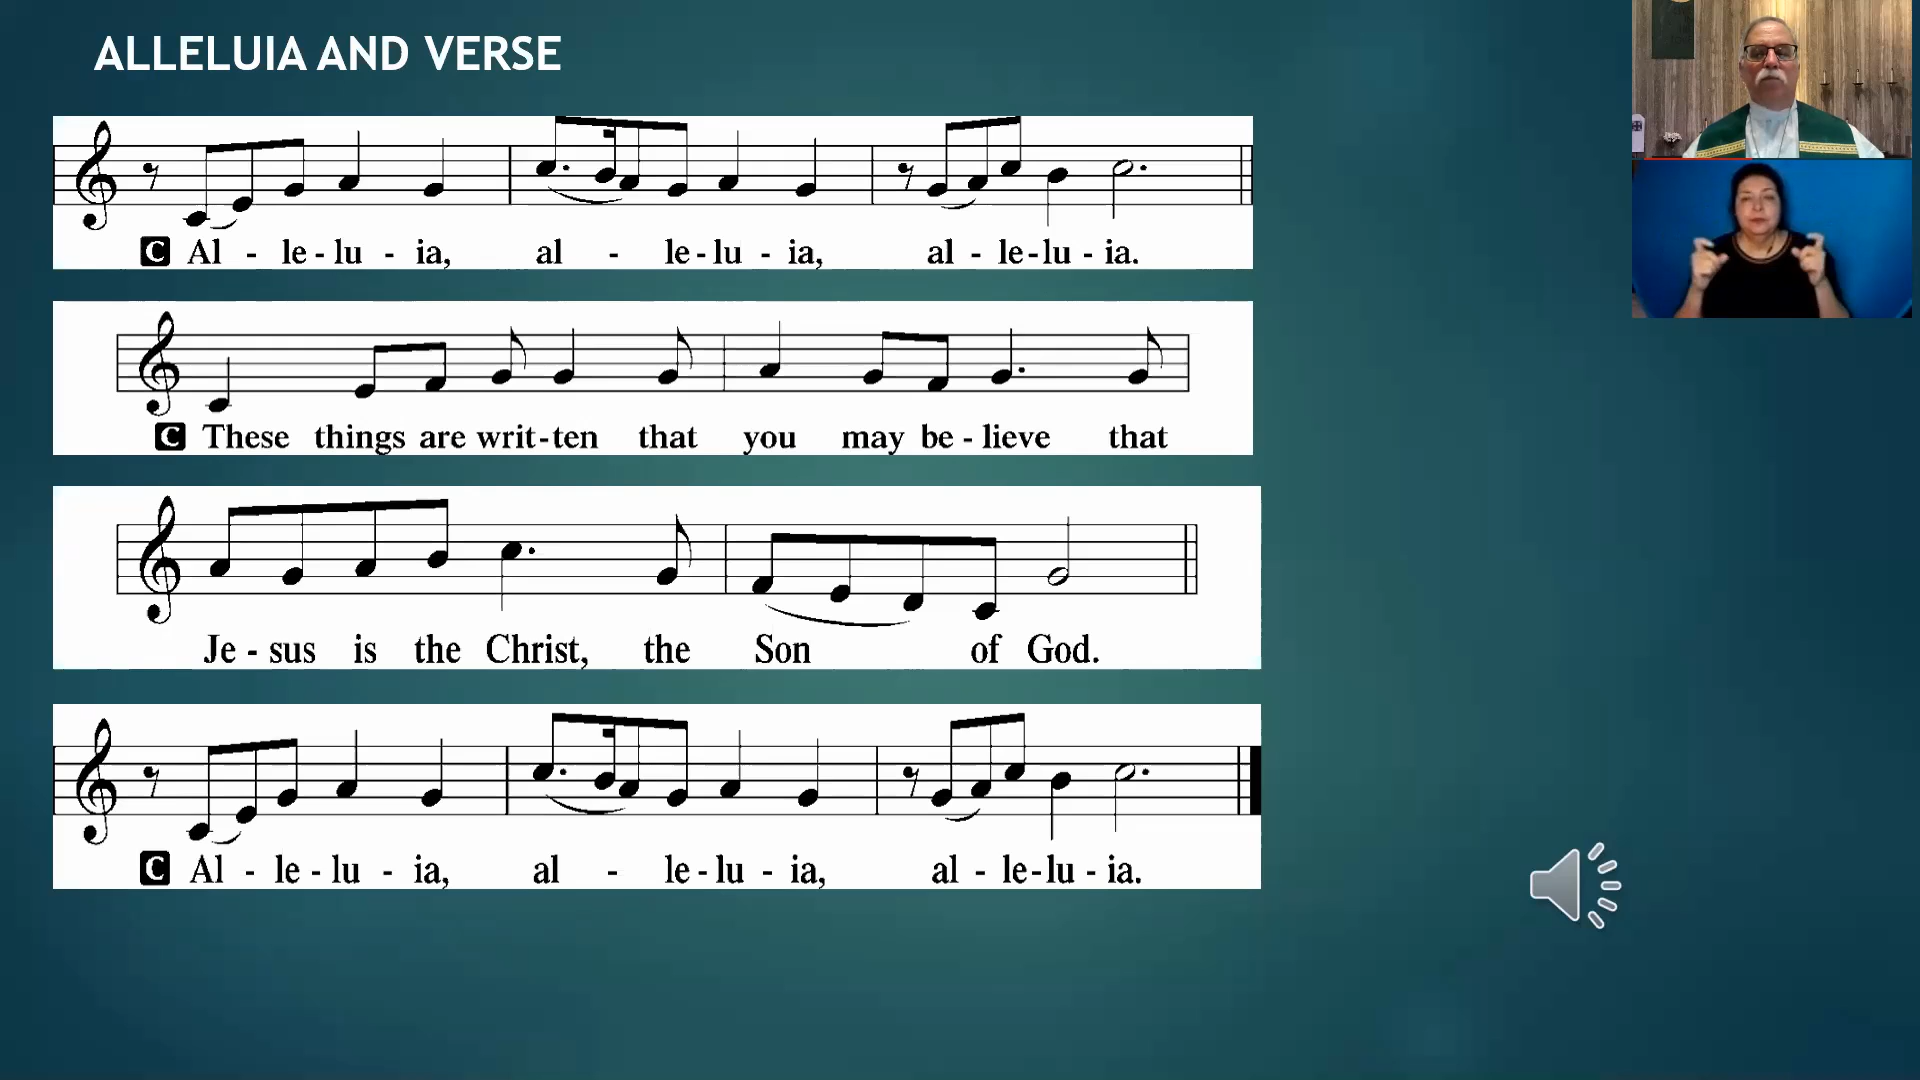 ALLELUIA AND VERSE
C Al - le - lu - ia, al - le - lu - ia, al - le - lu - ia.
C These things are writ - ten that you may be - lieve that
Je - sus is the Christ, the Son of God.
C Al - le - lu - ia, al - le - lu - ia, al - le - lu - ia.